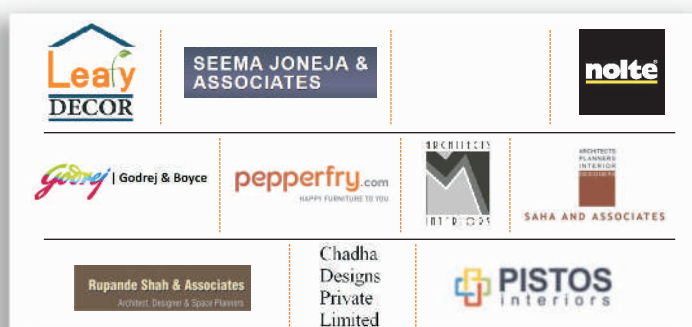 Leafy
DECOR
SEEMA JONEJA &
ASSOCIATES
nolte
Godrej | Godrej & Boyce
pepperfry.com
HAPPY FURNITURE TO YOU
ARCHITECTS
INTERIORS
ARCHITECTS
PLANNERS
INTERIOR
DESIGNERS
SAHA AND ASSOCIATES
Rupande Shah & Associates
Architect, Designer & Space Planners
Chadha
Designs
Private
Limited
PISTOS
interiors